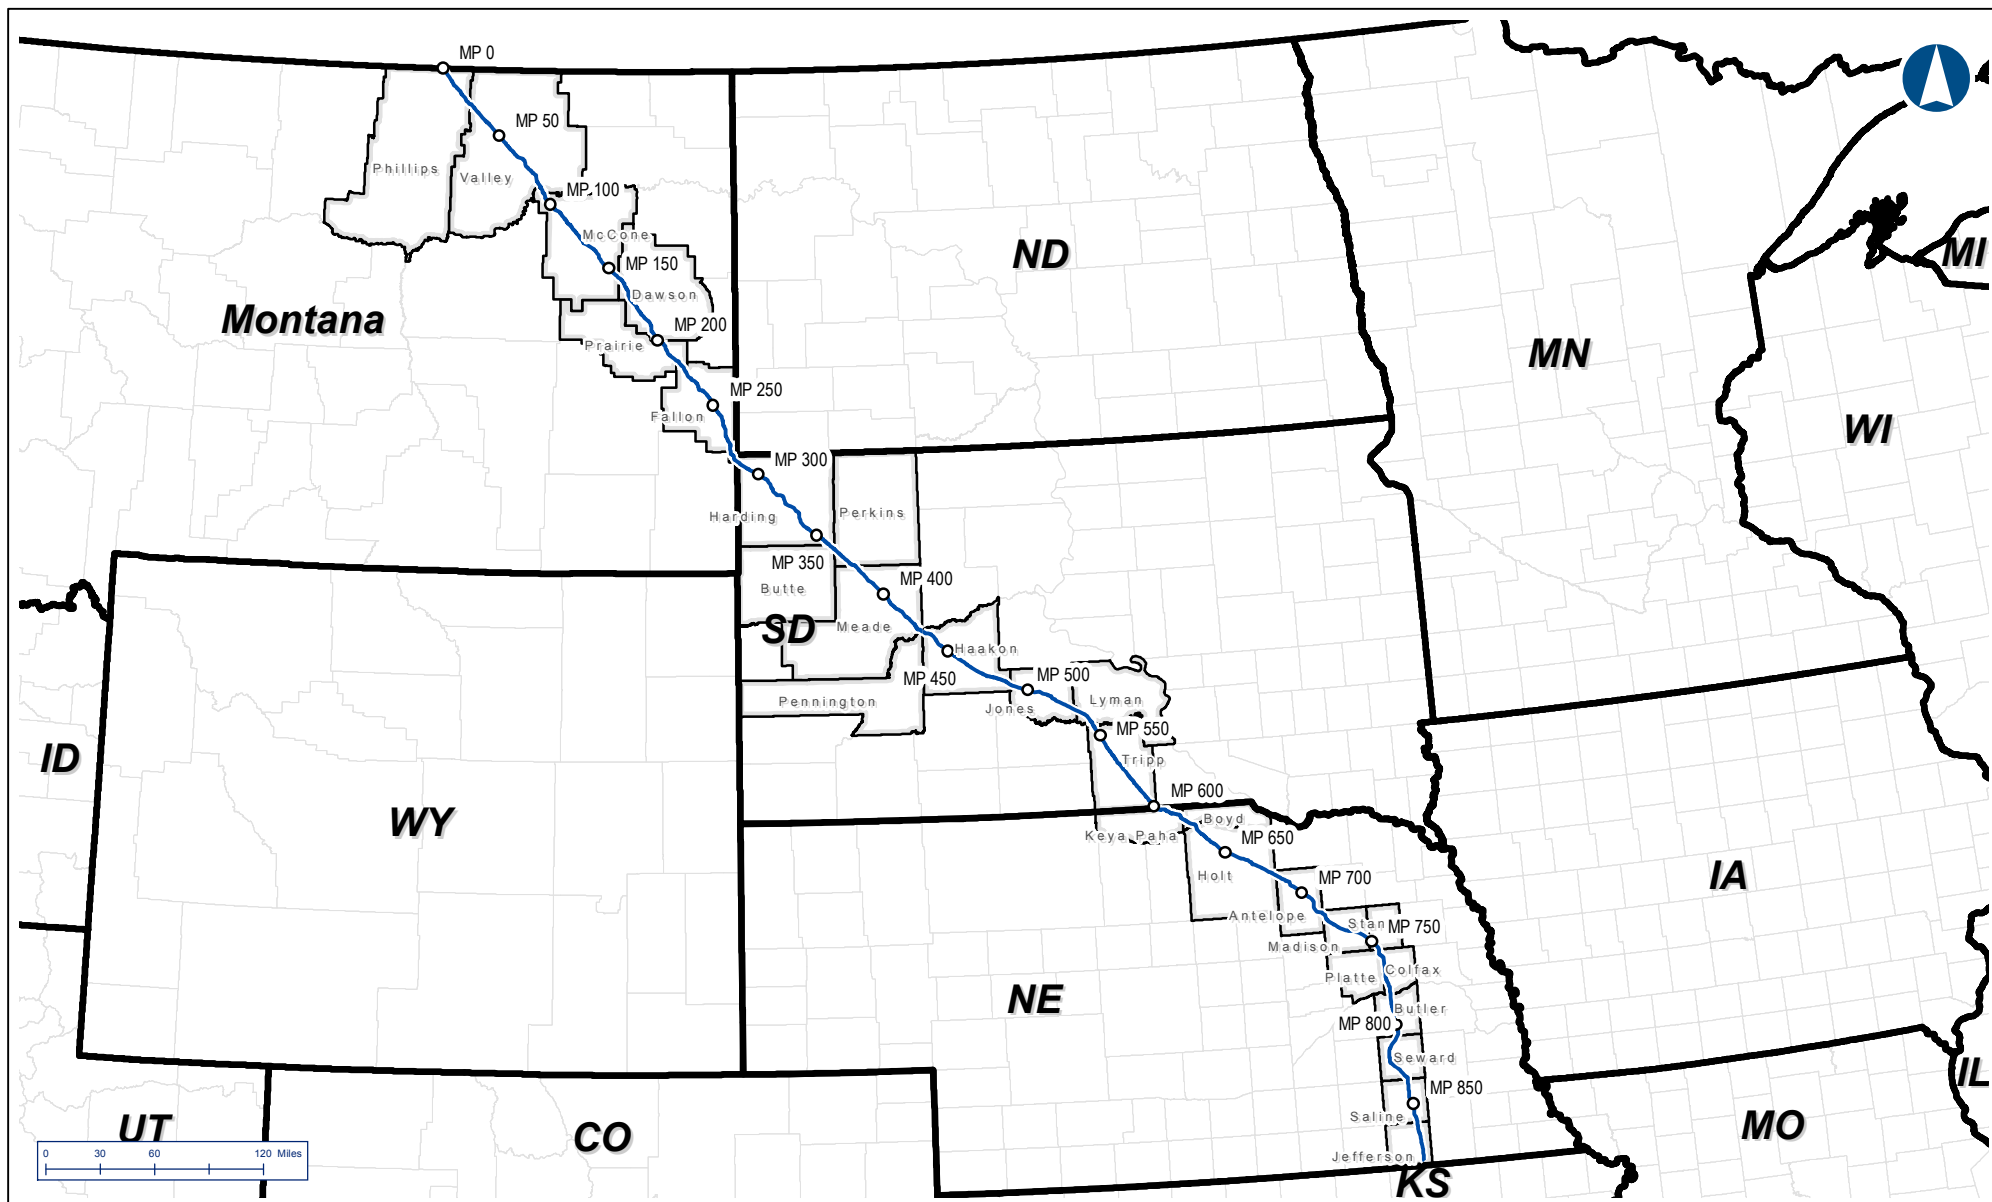 MP 0
MP 50
Phillips
Valley
MP 100
McCone
ND
MI
MP 150
Dawson
Montana
MP 200
Prairie
MN
MP 250
Fallon
WI
MP 300
Harding
Perkins
MP 350
Butte
MP 400
SD
Meade
Haakon
MP 450
MP 500
Pennington
Jones
Lyman
MP 550
Tripp
ID
MP 600
WY
Boyd
Keya Paha
MP 650
Holt
MP 700
IA
Antelope
Stan
MP 750
Madison
Platte
Colfax
NE
Butler
MP 800
Seward
IL
MP 850
Saline
UT
CO
MO
0 30 60 120 Miles
Jefferson
KS